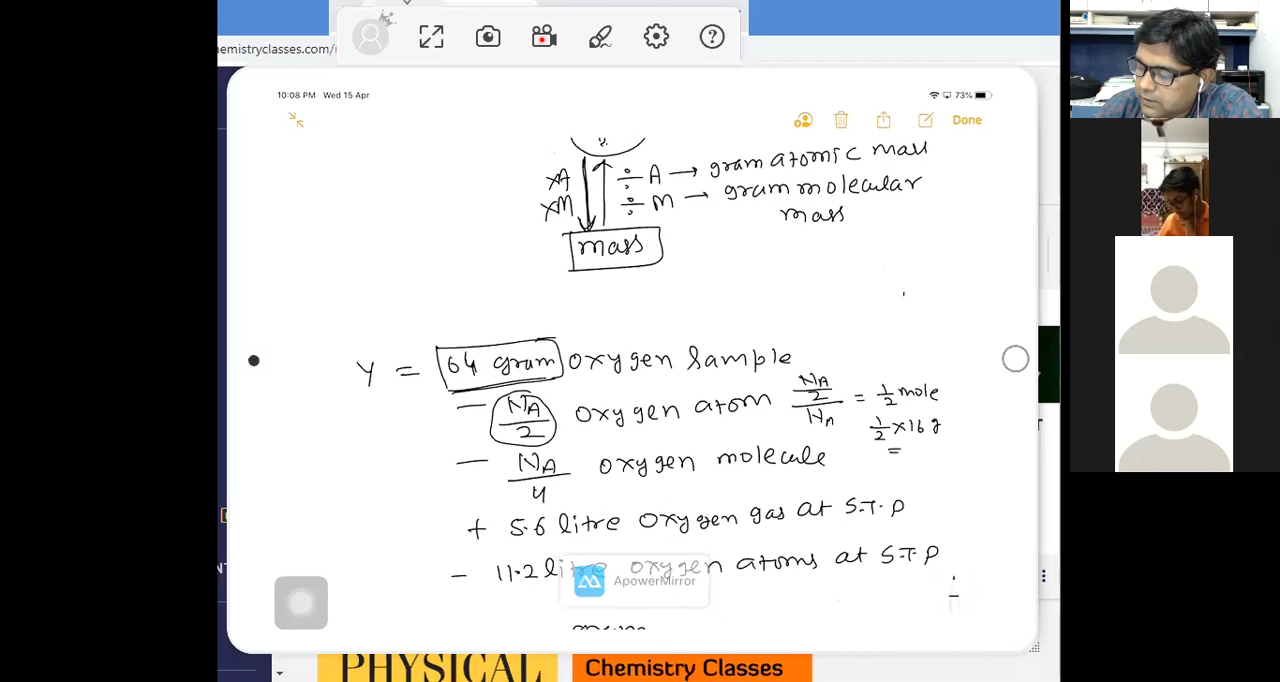 emistryclasses.com/
10:08 PM Wed 15 Apr
73%
Done
×A
÷ A → gram atomic mass
×M
÷ M → gram molecular
mass
mass
Y = 64 gram oxygen sample
— NA/2 oxygen atom (NA/2)/NA = 1/2 mole
1/2 × 16 g
=
— NA/4 oxygen molecule
+ 5.6 litre oxygen gas at S.T.P
— 11.2 litre oxygen atoms at S.T.P
ApowerMirror
PHYSICAL
Chemistry Classes